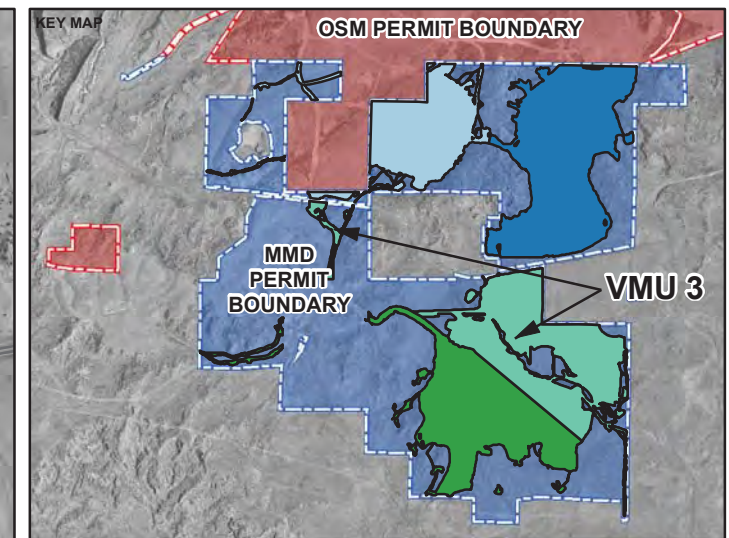 KEY MAP
OSM PERMIT BOUNDARY
MMD
PERMIT
BOUNDARY
VMU 3